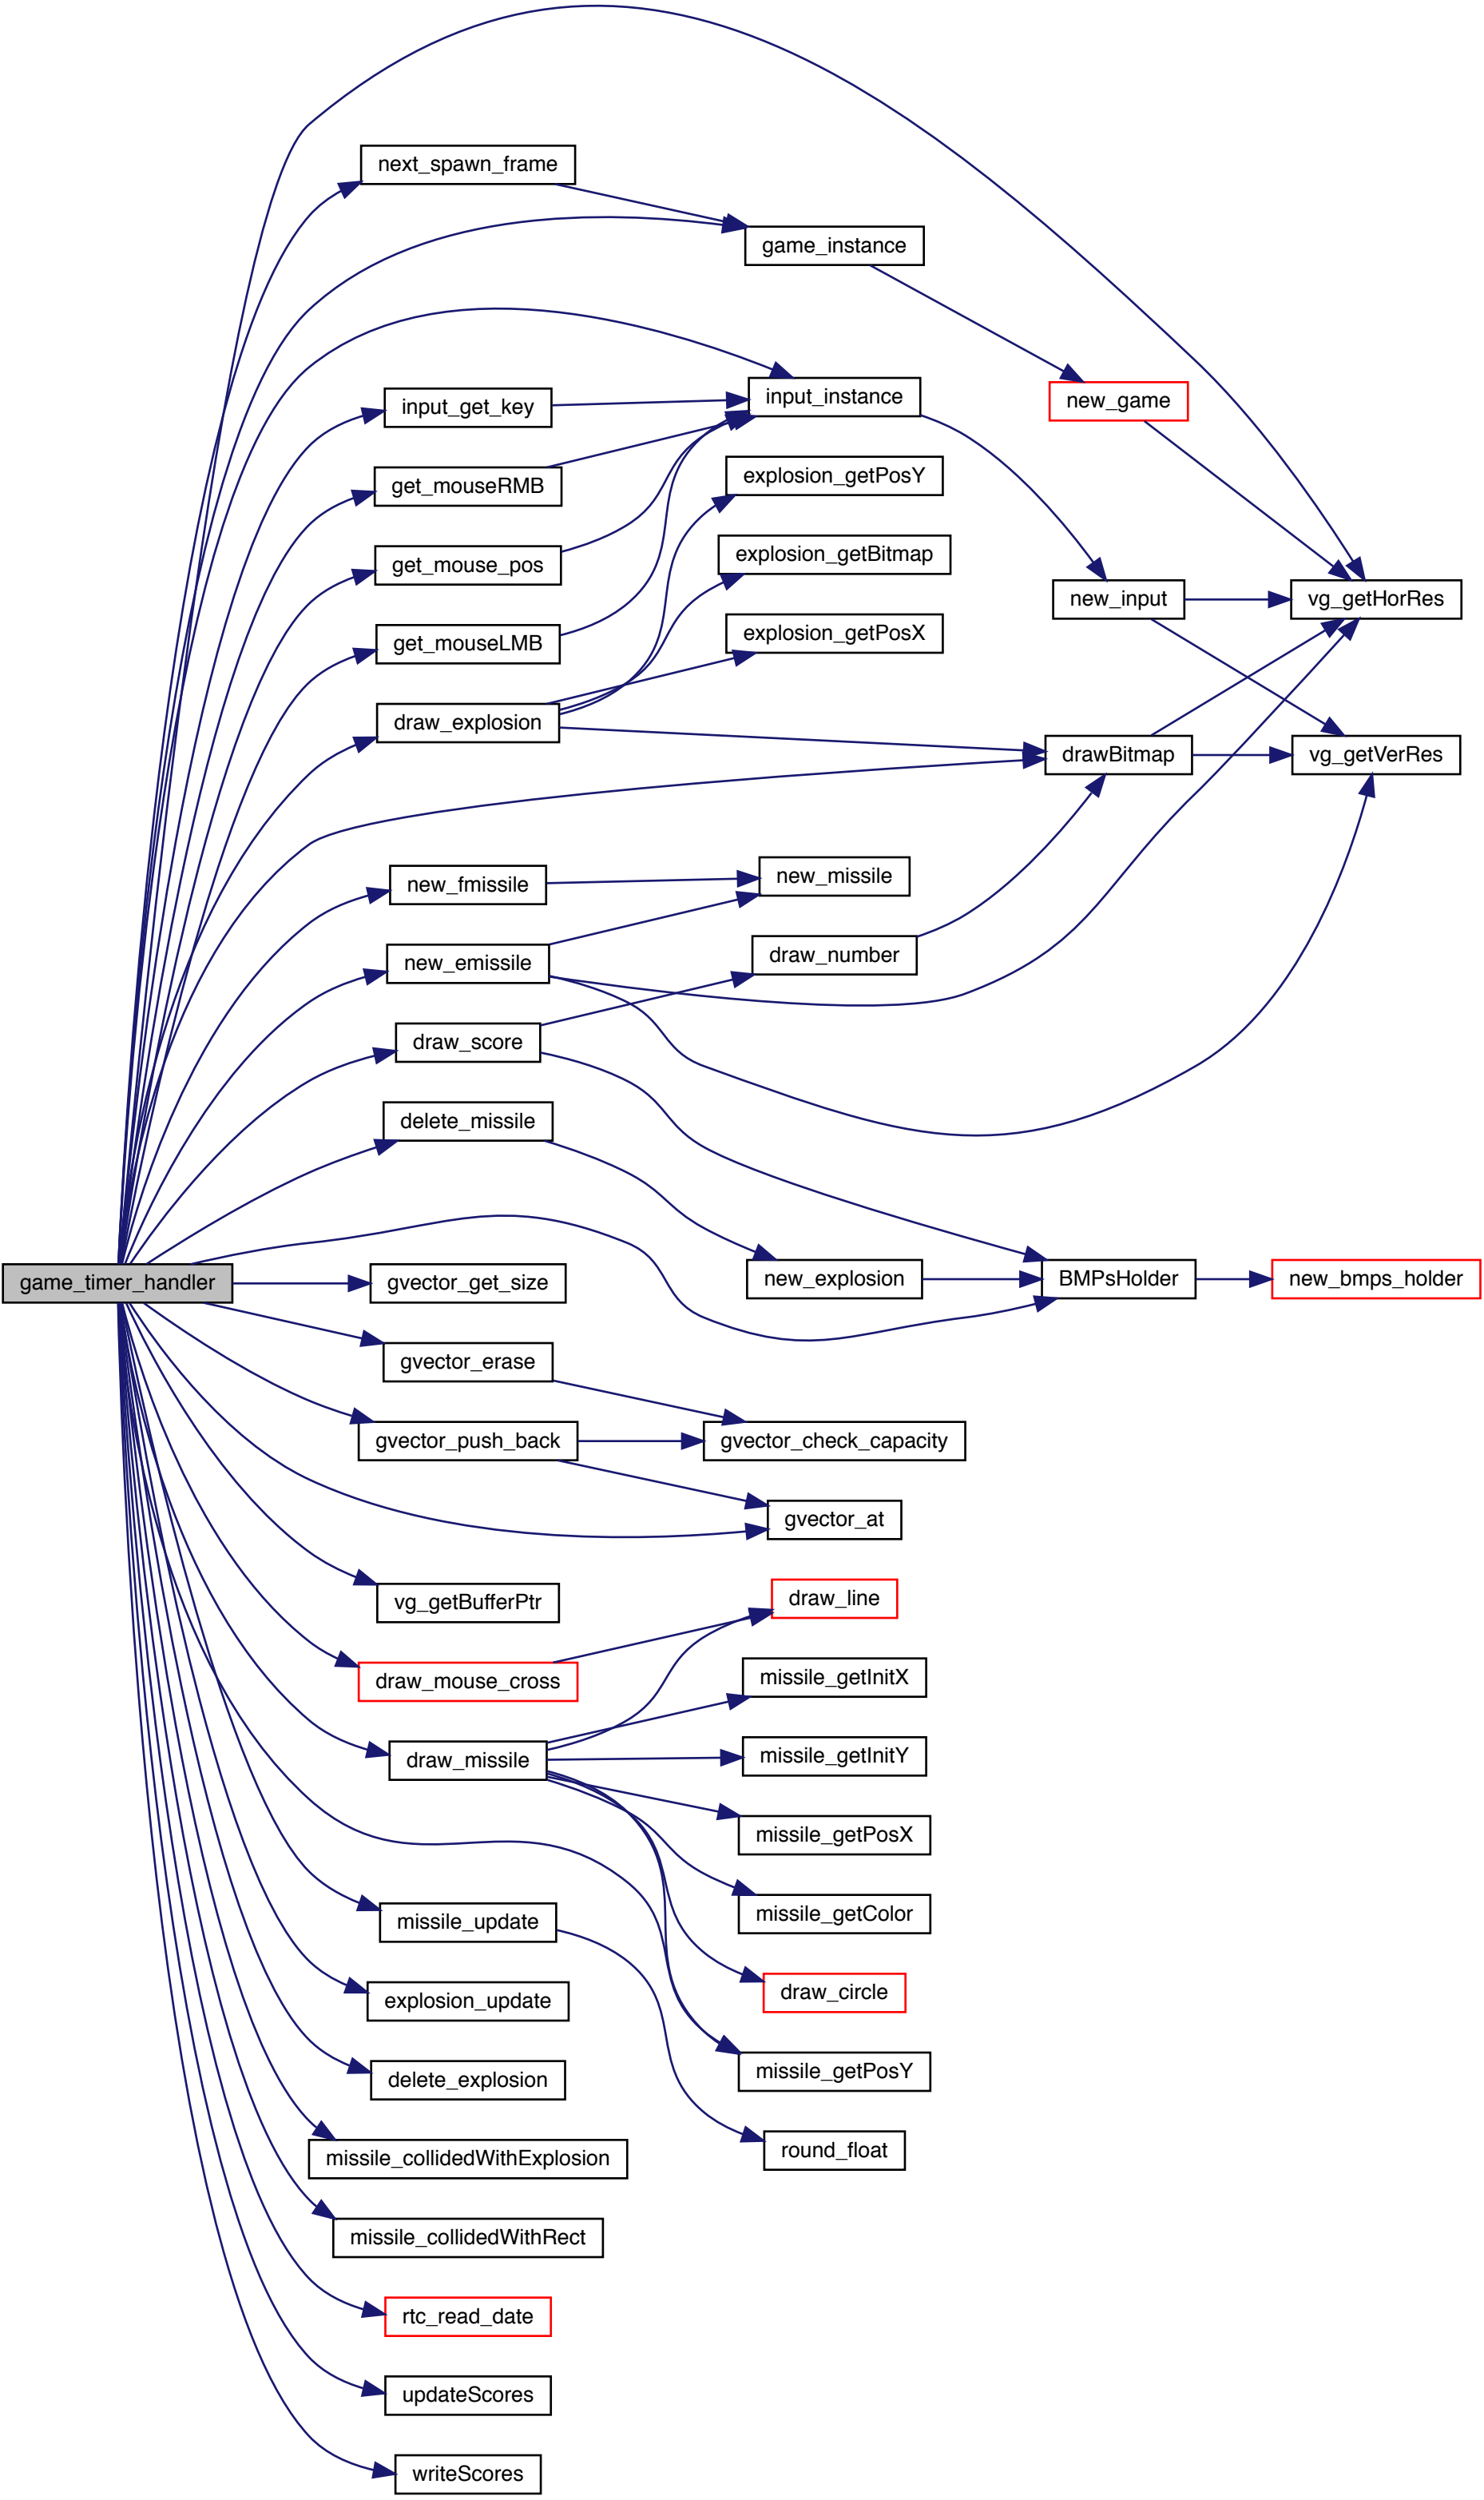 next_spawn_frame
game_instance
input_instance
new_game
input_get_key
explosion_getPosY
get_mouseRMB
explosion_getBitmap
get_mouse_pos
new_input
vg_getHorRes
explosion_getPosX
get_mouseLMB
draw_explosion
drawBitmap
vg_getVerRes
new_missile
new_fmissile
draw_number
new_emissile
draw_score
delete_missile
game_timer_handler
gvector_get_size
new_explosion
BMPsHolder
new_bmps_holder
gvector_erase
gvector_push_back
gvector_check_capacity
gvector_at
vg_getBufferPtr
draw_line
draw_mouse_cross
missile_getInitX
draw_missile
missile_getInitY
missile_getPosX
missile_update
missile_getColor
explosion_update
draw_circle
delete_explosion
missile_getPosY
missile_collidedWithExplosion
round_float
missile_collidedWithRect
rtc_read_date
updateScores
writeScores